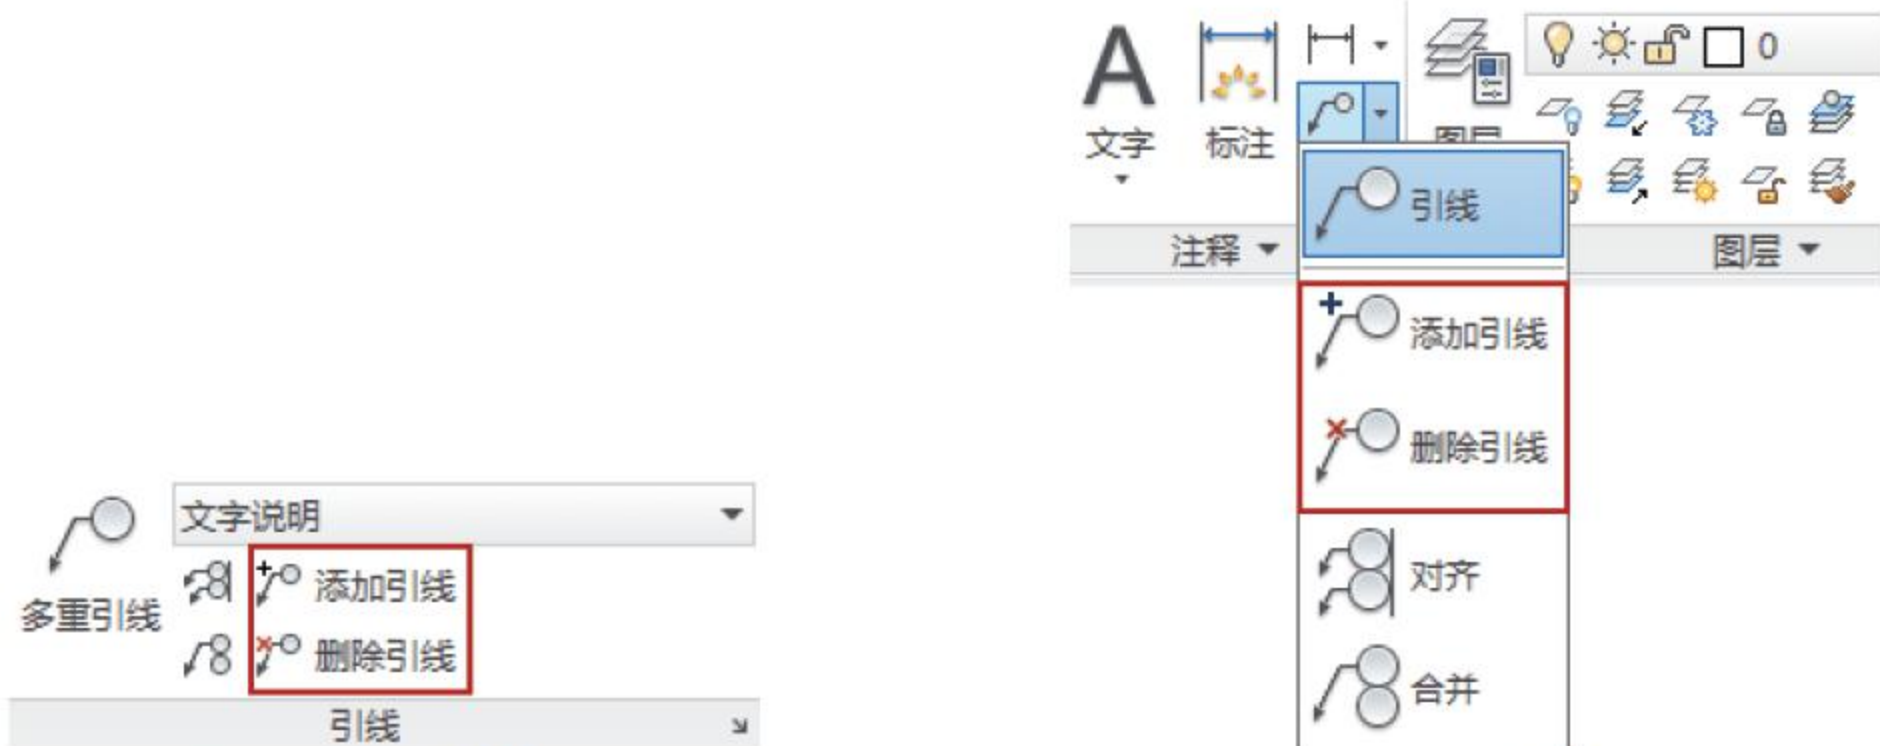 文字说明
添加引线
多重引线
删除引线
引线
0
文字
标注
图层
引线
注释
图层
添加引线
删除引线
对齐
合并